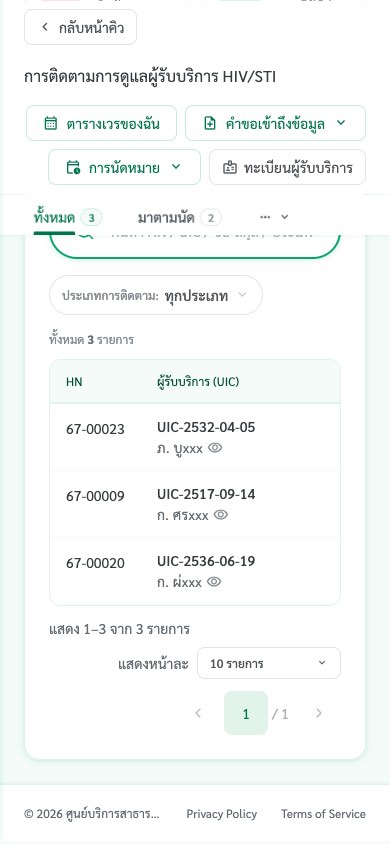 กลับหน้าคิว
การติดตามการดูแลผู้รับบริการ HIV/STI
ตารางเวรของฉัน
คำขอเข้าถึงข้อมูล
การนัดหมาย
ทะเบียนผู้รับบริการ
ทั้งหมด 3
มาตามนัด 2
...
ประเภทการติดตาม: ทุกประเภท
ทั้งหมด 3 รายการ
HN ผู้รับบริการ (UIC)
67-00023 UIC-2532-04-05
ภ. บูxxx
67-00009 UIC-2517-09-14
ก. ศรxxx
67-00020 UIC-2536-06-19
ก. ผ่xxx
แสดง 1–3 จาก 3 รายการ
แสดงหน้าละ 10 รายการ
1 / 1
© 2026 ศูนย์บริการสาธาร... Privacy Policy Terms of Service